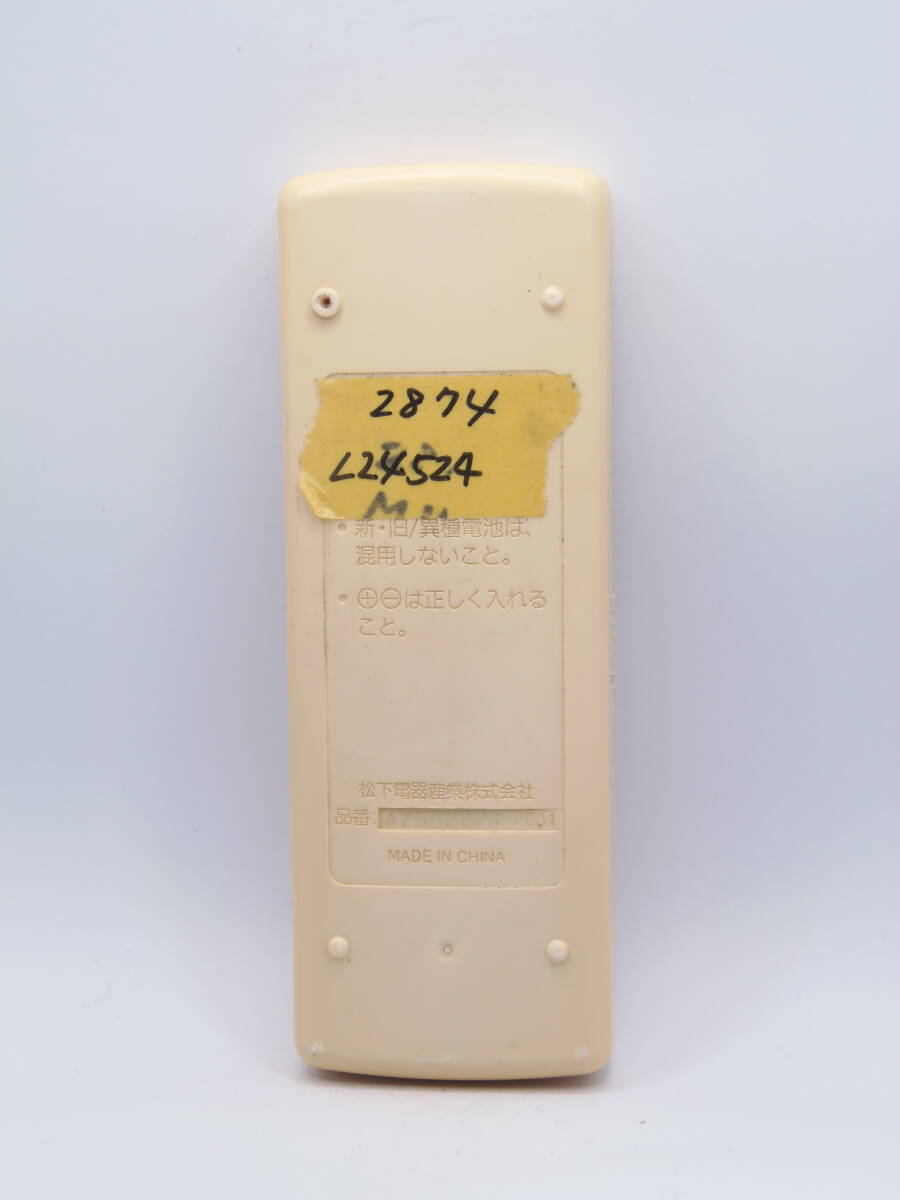 2874
L24524
• 新・旧/異種電池は、
混用しないこと。
• ⊕⊖は正しく入れる
こと。
松下電器産業株式会社
品番:
MADE IN CHINA